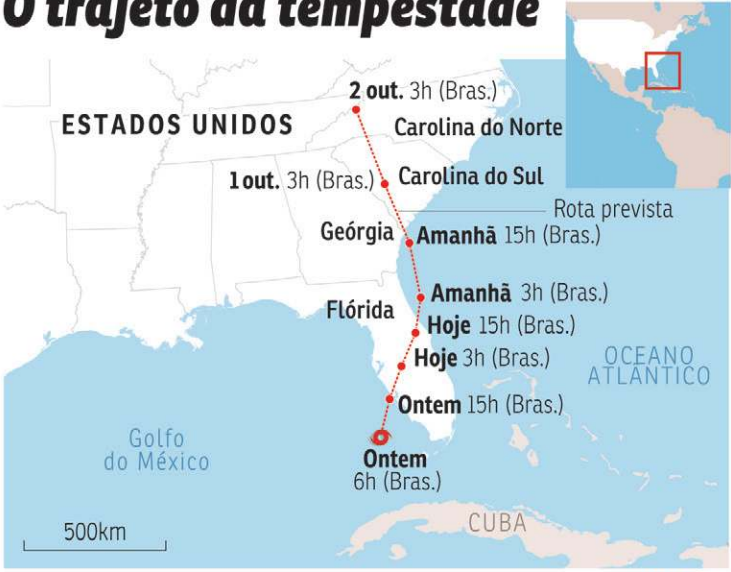 O trajeto da tempestade
2 out. 3h (Bras.)
ESTADOS UNIDOS
Carolina do Norte
1 out. 3h (Bras.)
Carolina do Sul
Rota prevista
Geórgia
Amanhã 15h (Bras.)
Amanhã 3h (Bras.)
Flórida
Hoje 15h (Bras.)
Hoje 3h (Bras.)
OCEANO
ATLÂNTICO
Ontem 15h (Bras.)
Golfo
do México
Ontem
6h (Bras.)
500km
CUBA